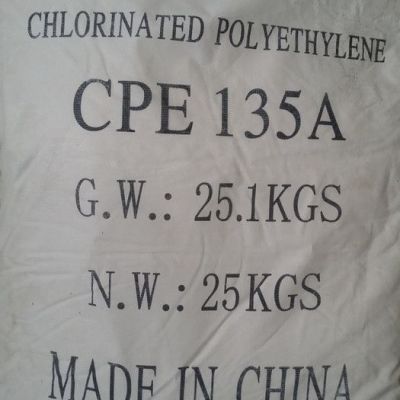 CHLORINATED POLYETHYLENE
CPE 135A
G.W.: 25.1KGS
N.W.: 25KGS
MADE IN CHINA